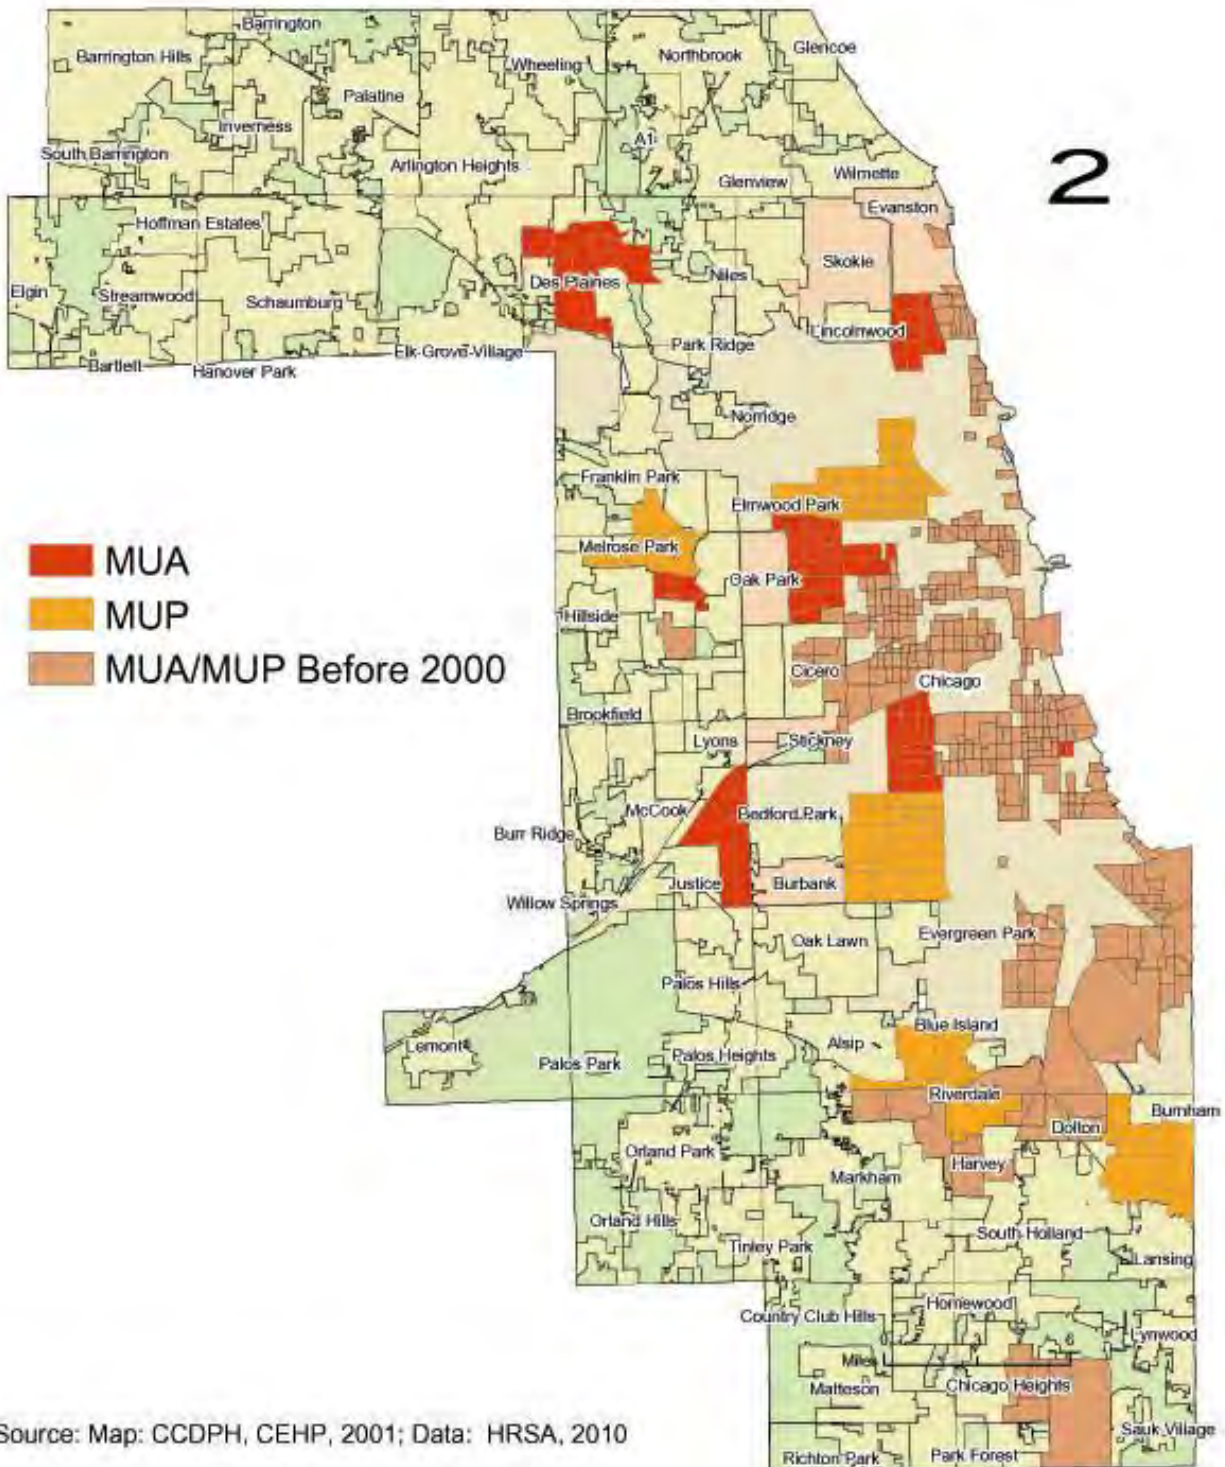 Barrington
Barrington Hills
Wheeling
Northbrook
Glencoe
Palatine
Inverness
A1
South Barrington
Arlington Heights
Glenview
Wilmette
2
Evanston
Hoffman Estates
Skokie
Elgin
Streamwood
Schaumburg
Des Plaines
Niles
Lincolnwood
Park Ridge
Elk Grove Village
Bartlett
Hanover Park
Norridge
Franklin Park
Elmwood Park
MUA
Melrose Park
Oak Park
MUP
Hillside
MUA/MUP Before 2000
Cicero
Chicago
Brookfield
Lyons
Stickney
McCook
Bedford Park
Burr Ridge
Justice
Burbank
Willow Springs
Oak Lawn
Evergreen Park
Palos Hills
Blue Island
Lemont
Palos Park
Palos Heights
Alsip
Riverdale
Burnham
Dolton
Orland Park
Harvey
Markham
Orland Hills
South Holland
Tinley Park
Lansing
Country Club Hills
Homewood
Lynwood
0 3 6
Miles
Matteson
Chicago Heights
Sauk Village
Source: Map: CCDPH, CEHP, 2001; Data: HRSA, 2010
Richton Park
Park Forest